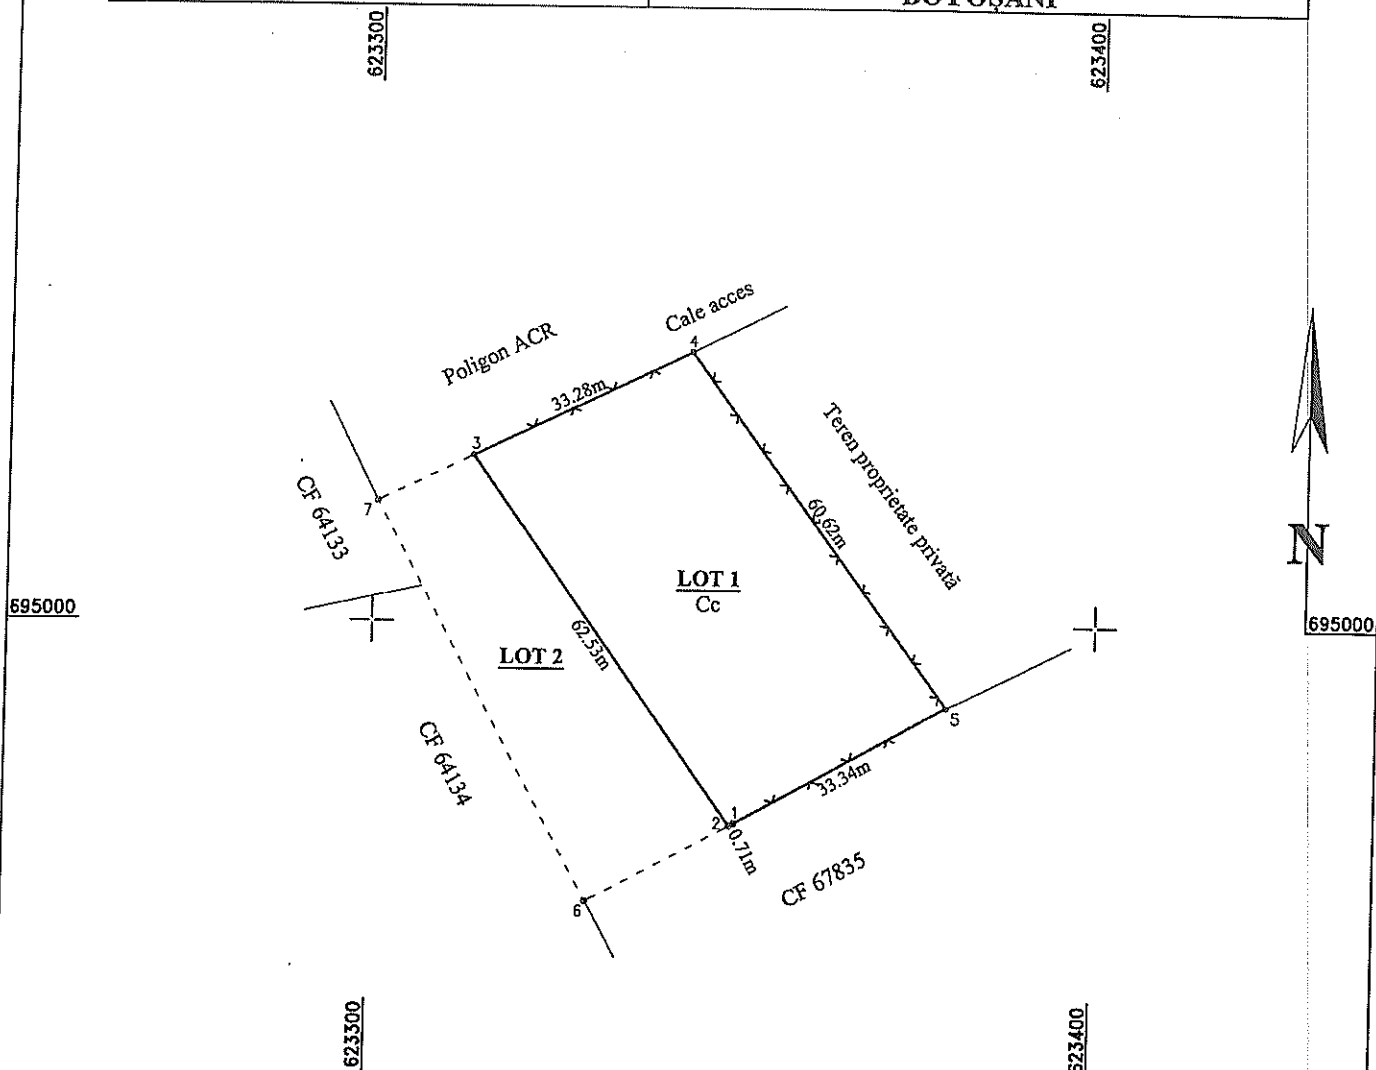 623300
623400
Cale acces
Poligon ACR
4
33.28m
3
Teren proprietate privată
CF 64133
7
60.62m
N
LOT 1
Cc
695000
695000
62.53m
LOT 2
5
CF 64134
33.34m
1
2
0.71m
CF 67835
6
623300
623400